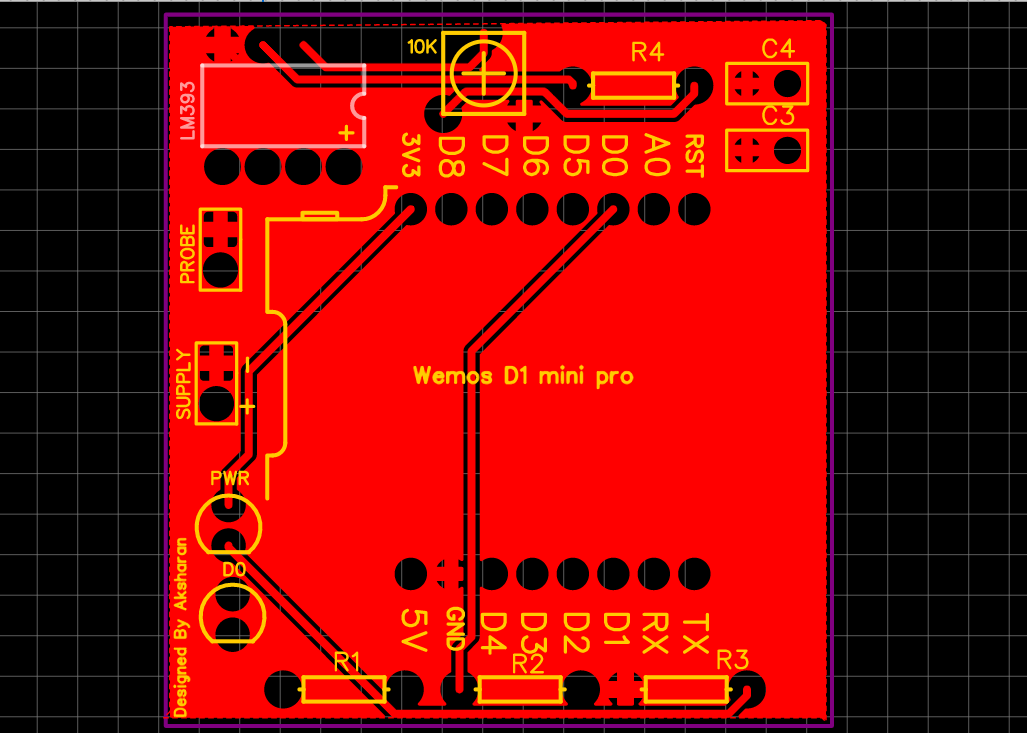 10K
R4
C4
LM393
+
C3
3V3
D8
D7
D6
D5
D0
A0
RST
PROBE
SUPPLY
-
+
Wemos D1 mini pro
PWR
DO
Designed By Aksharan
5V
GND
D4
D3
D2
D1
RX
TX
R1
R2
R3